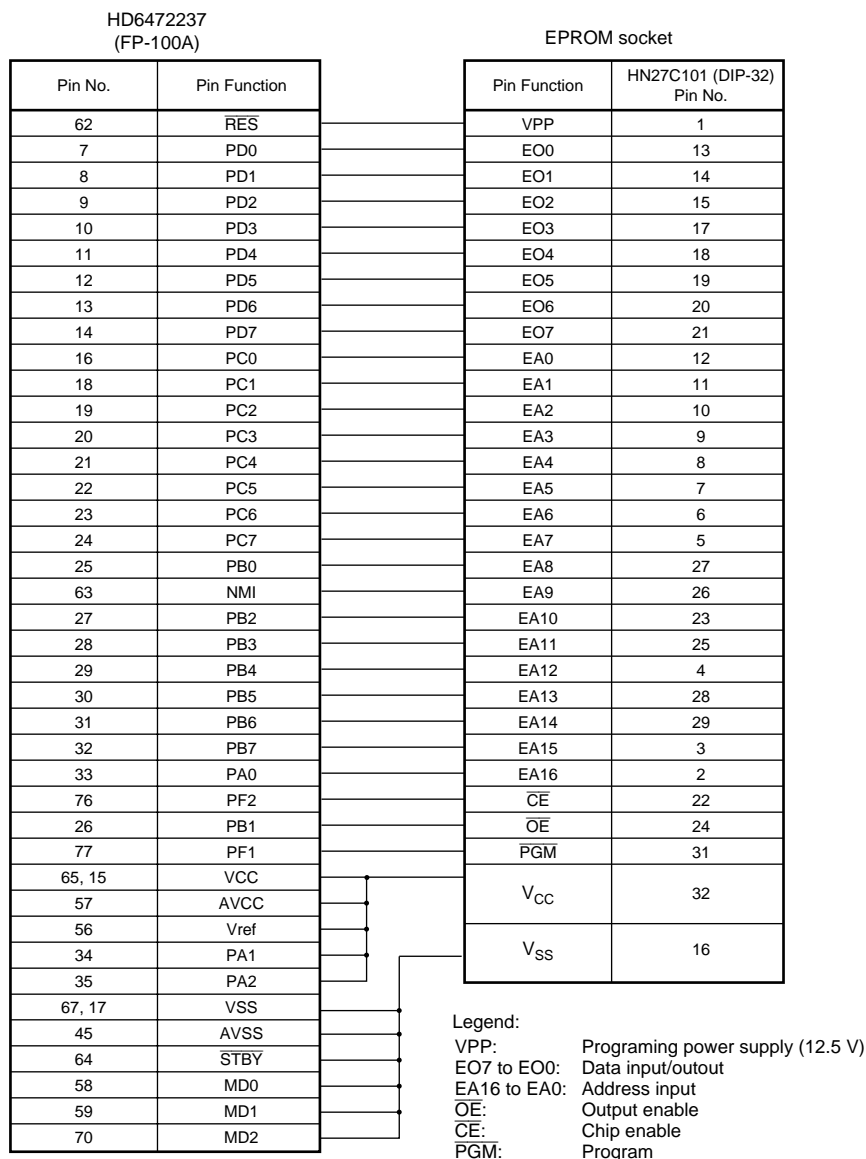 HD6472237
(FP-100A)
EPROM socket
Pin No. Pin Function Pin Function HN27C101 (DIP-32) Pin No.
62 RES VPP 1
7 PD0 EO0 13
8 PD1 EO1 14
9 PD2 EO2 15
10 PD3 EO3 17
11 PD4 EO4 18
12 PD5 EO5 19
13 PD6 EO6 20
14 PD7 EO7 21
16 PC0 EA0 12
18 PC1 EA1 11
19 PC2 EA2 10
20 PC3 EA3 9
21 PC4 EA4 8
22 PC5 EA5 7
23 PC6 EA6 6
24 PC7 EA7 5
25 PB0 EA8 27
63 NMI EA9 26
27 PB2 EA10 23
28 PB3 EA11 25
29 PB4 EA12 4
30 PB5 EA13 28
31 PB6 EA14 29
32 PB7 EA15 3
33 PA0 EA16 2
76 PF2 CE 22
26 PB1 OE 24
77 PF1 PGM 31
65, 15 VCC
57 AVCC
VCC 32
56 Vref
34 PA1
VSS 16
35 PA2
67, 17 VSS
45 AVSS
64 STBY
58 MD0
59 MD1
70 MD2
Legend:
VPP: Programing power supply (12.5 V)
EO7 to EO0: Data input/outout
EA16 to EA0: Address input
OE: Output enable
CE: Chip enable
PGM: Program